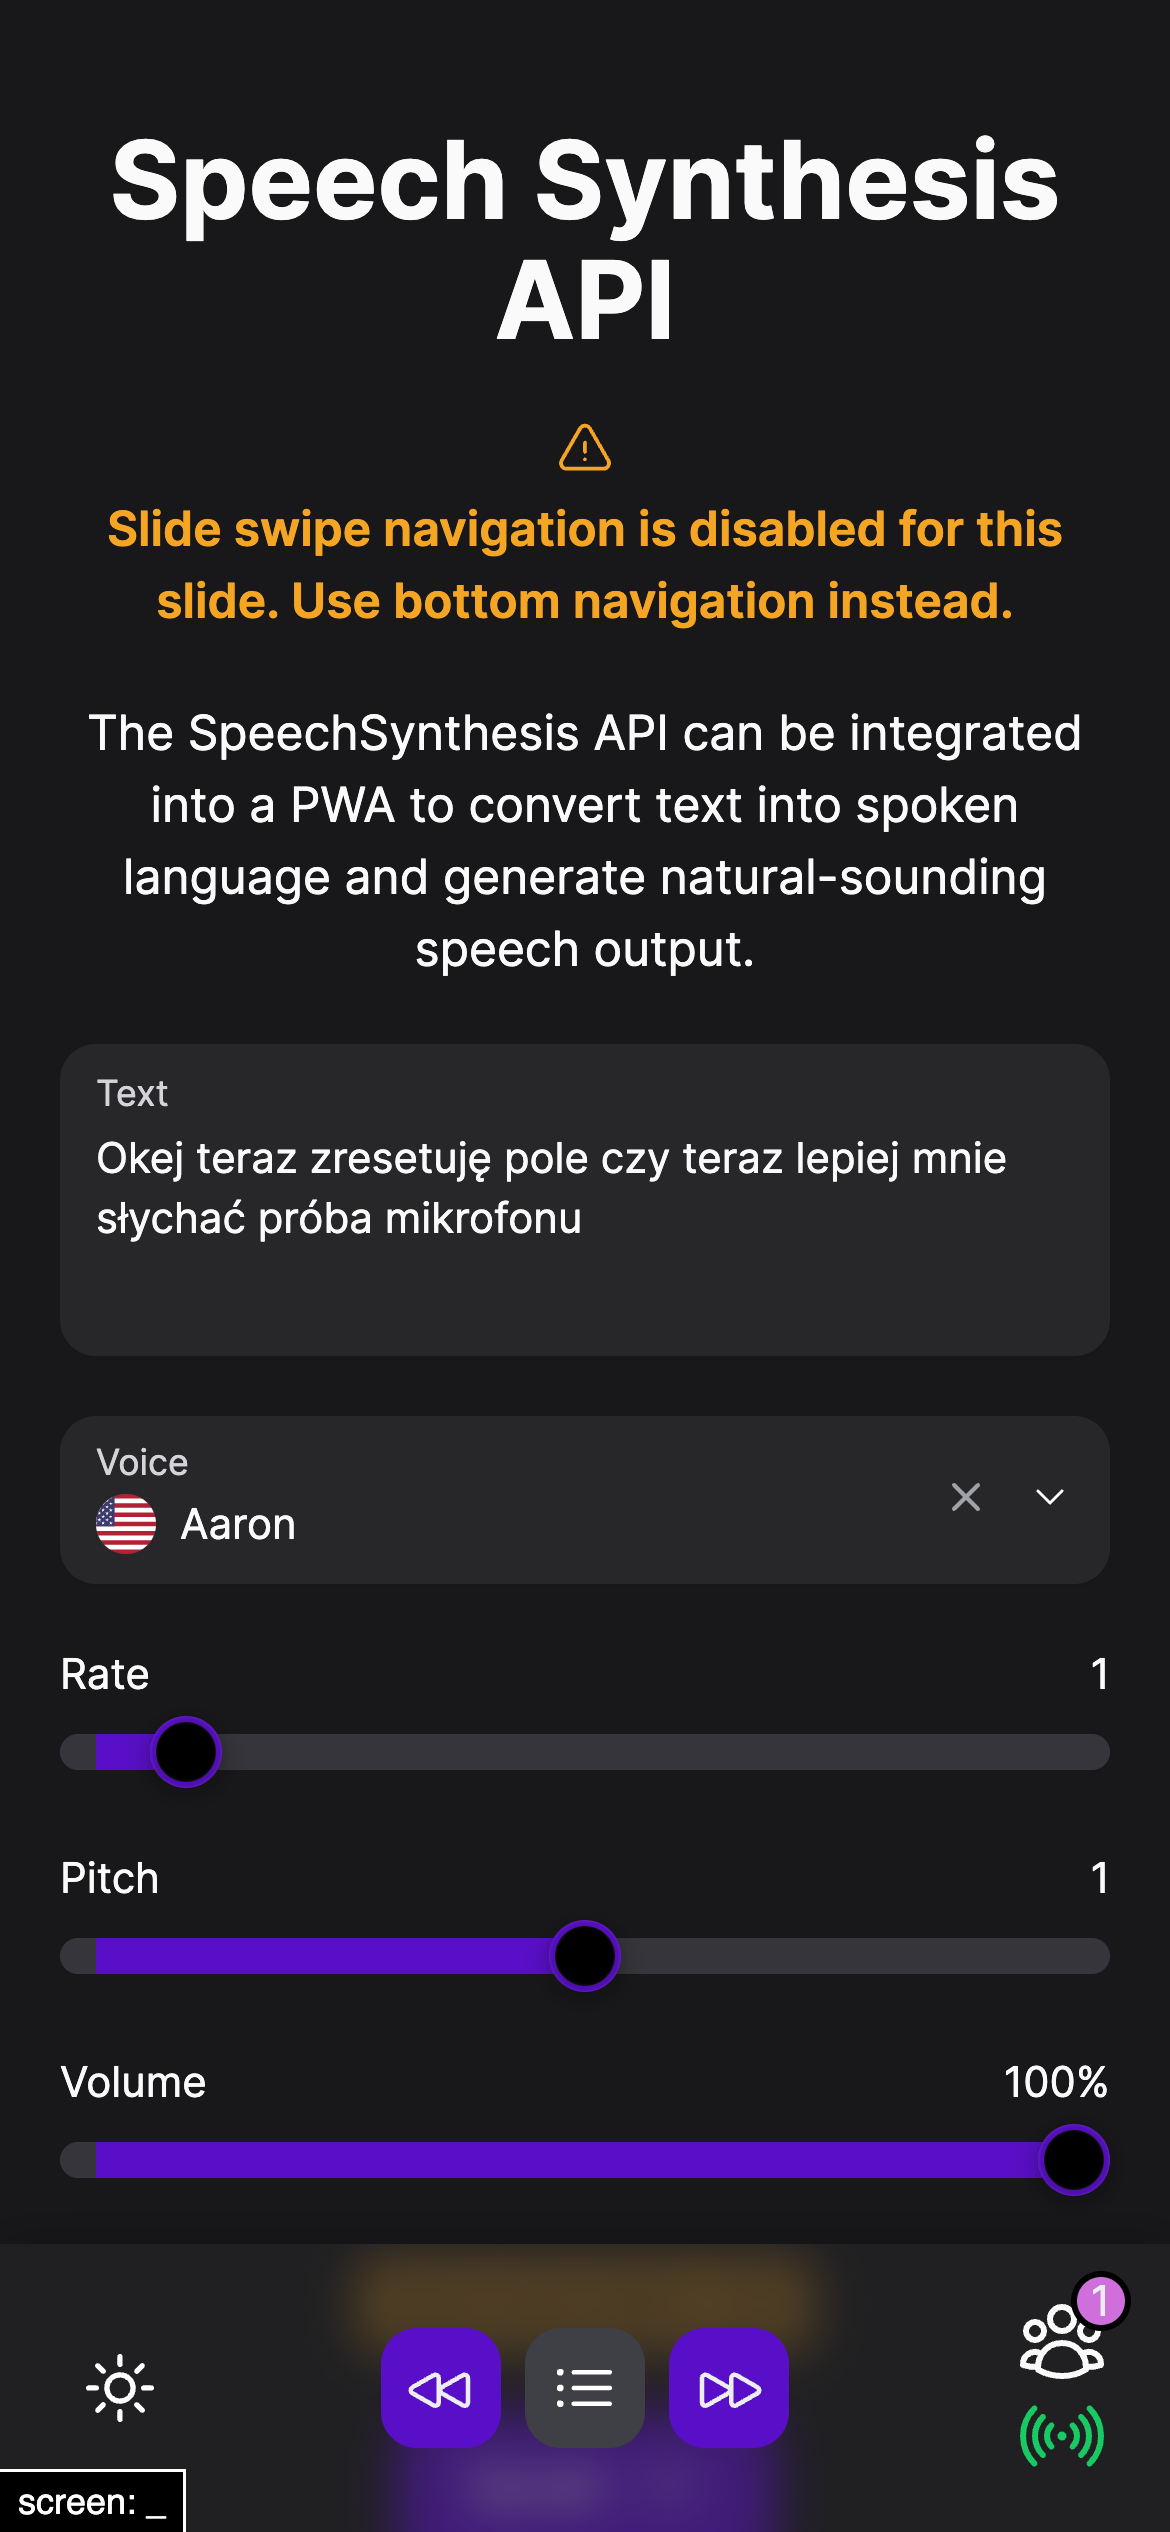 Speech Synthesis
API
Slide swipe navigation is disabled for this
slide. Use bottom navigation instead.
The SpeechSynthesis API can be integrated
into a PWA to convert text into spoken
language and generate natural-sounding
speech output.
Text
Okej teraz zresetuję pole czy teraz lepiej mnie
słychać próba mikrofonu
Voice
Aaron
Rate 1
Pitch 1
Volume 100%
1
screen: _